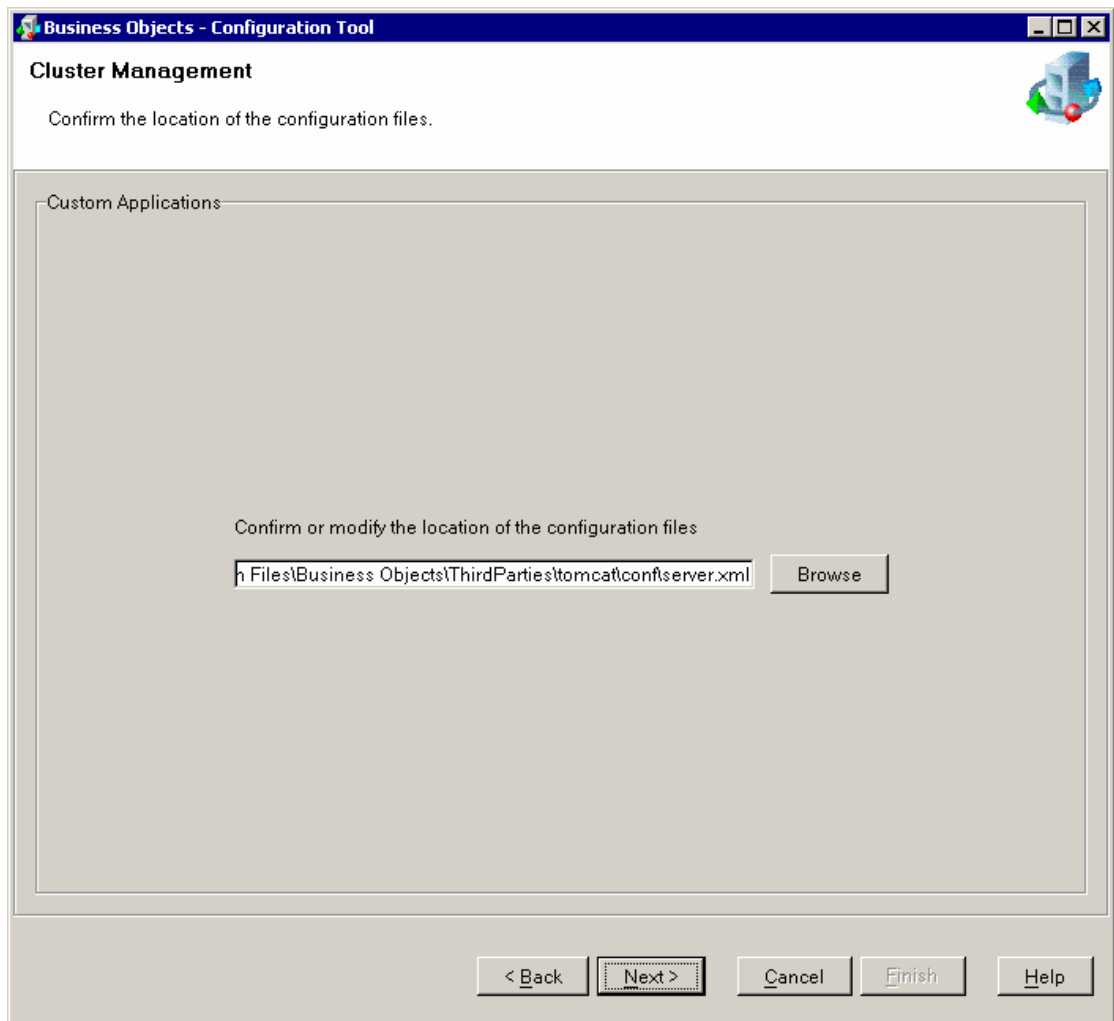 Business Objects - Configuration Tool
Cluster Management
Confirm the location of the configuration files.
Custom Applications
Confirm or modify the location of the configuration files
n Files\Business Objects\ThirdParties\tomcat\conf\server.xml
Browse
< Back
Next >
Cancel
Finish
Help